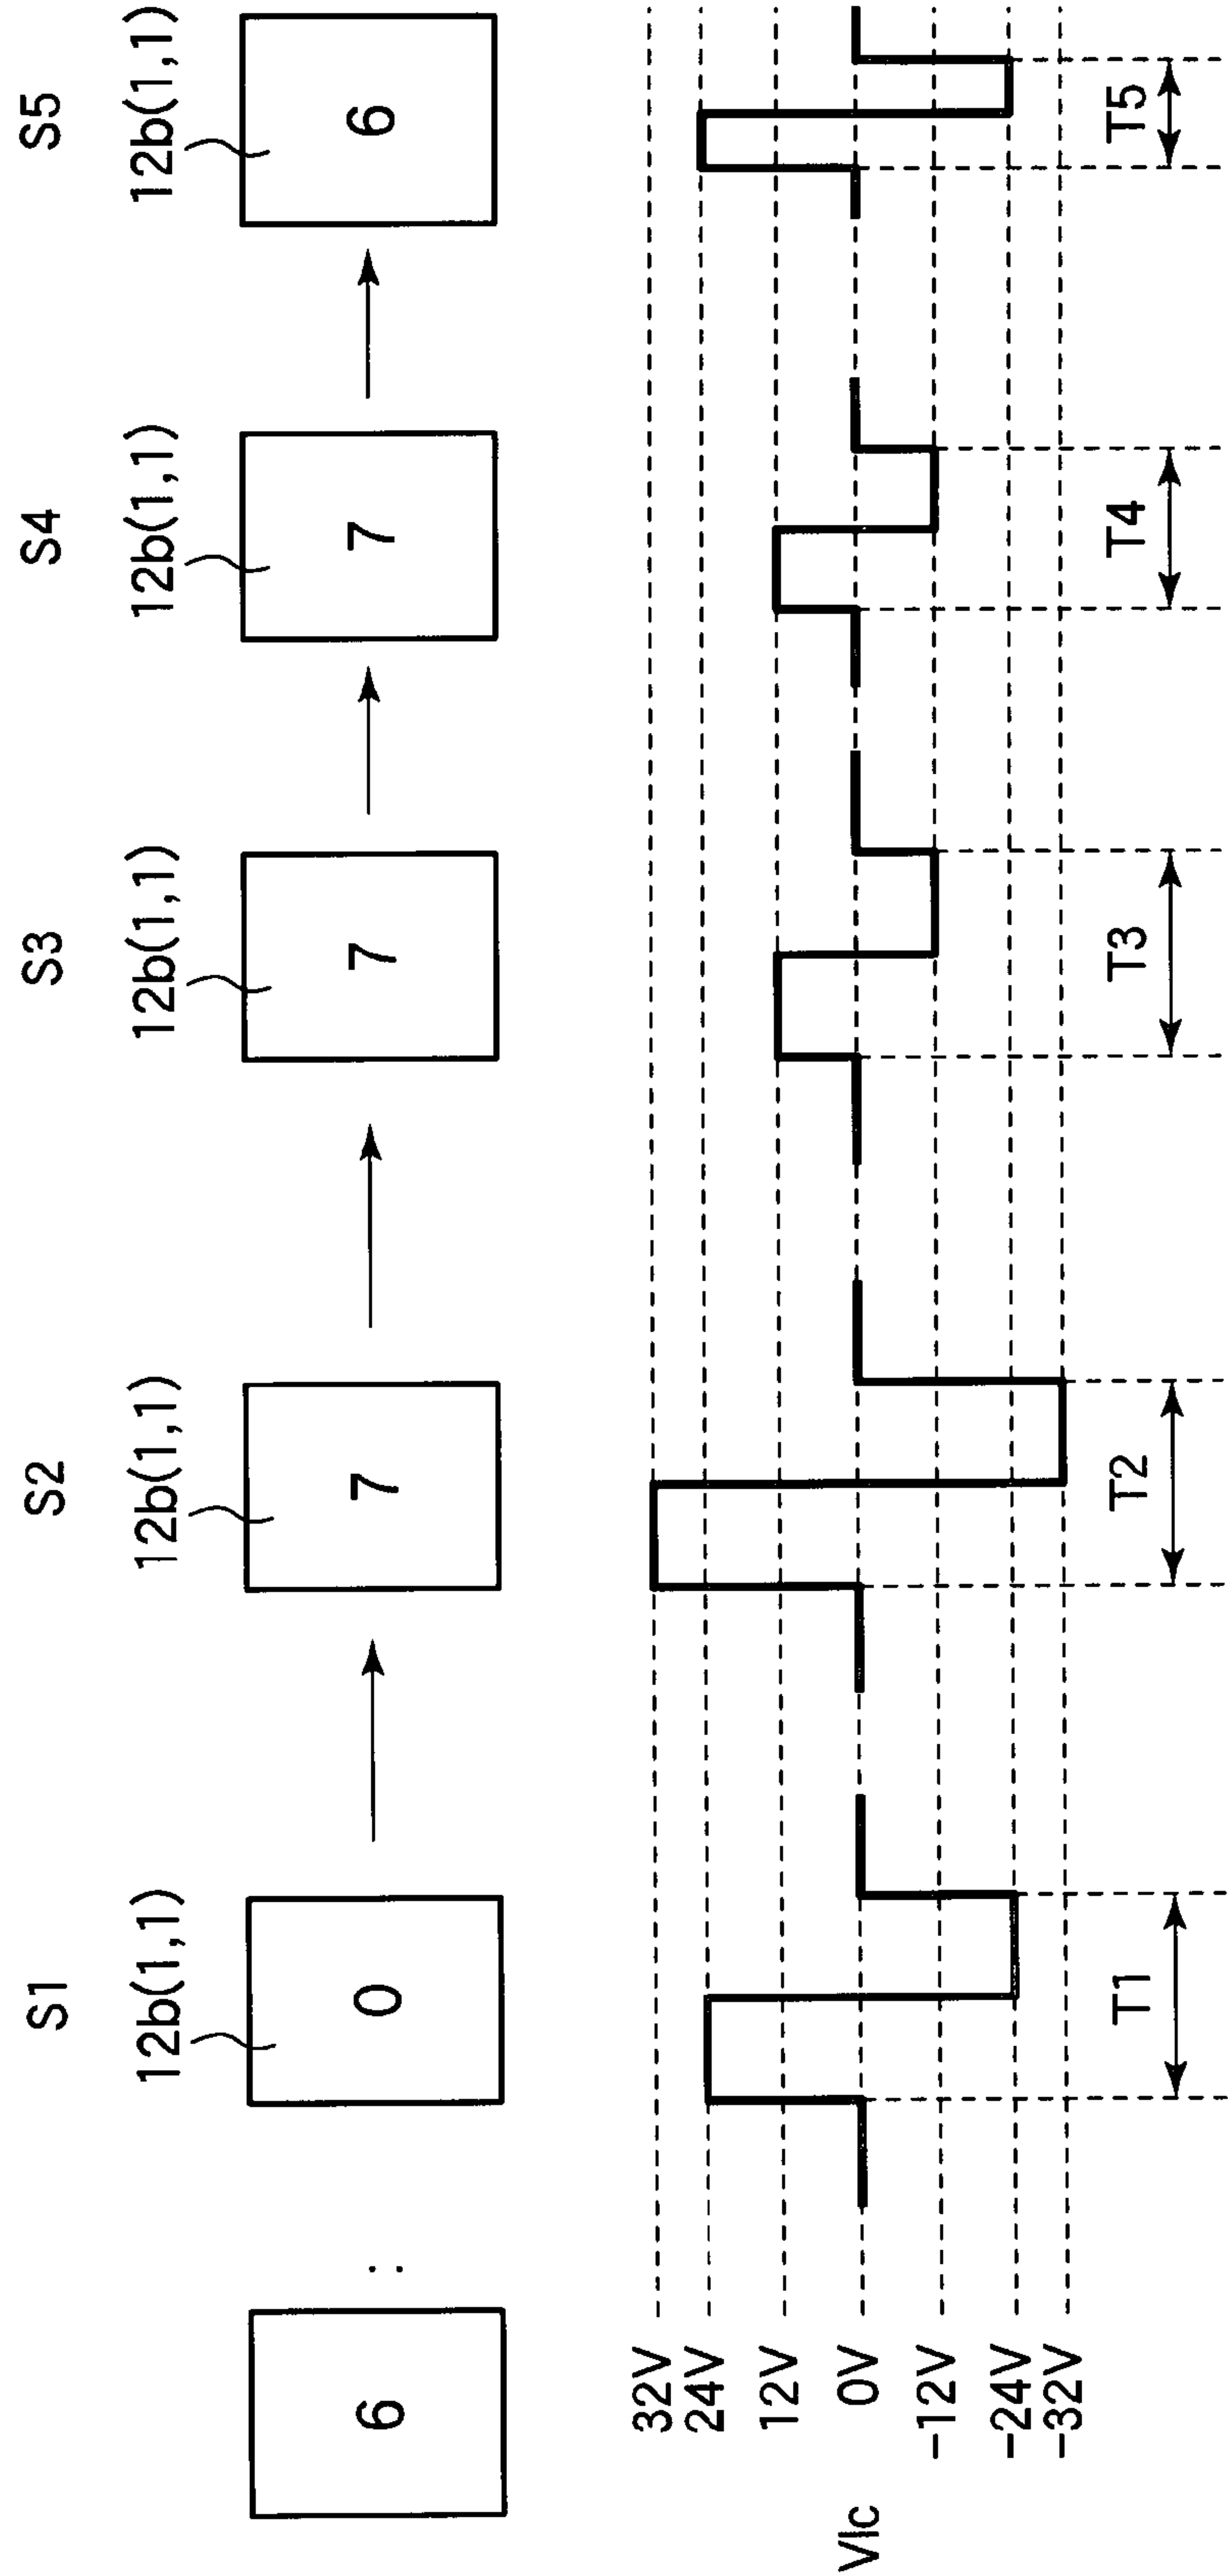 S1 S2 S3 S4 S5
12b(1,1) 12b(1,1) 12b(1,1) 12b(1,1) 12b(1,1)
6 : 0 7 7 7 6
32V
24V
12V
Vlc 0V
-12V
-24V
-32V
T1 T2 T3 T4 T5